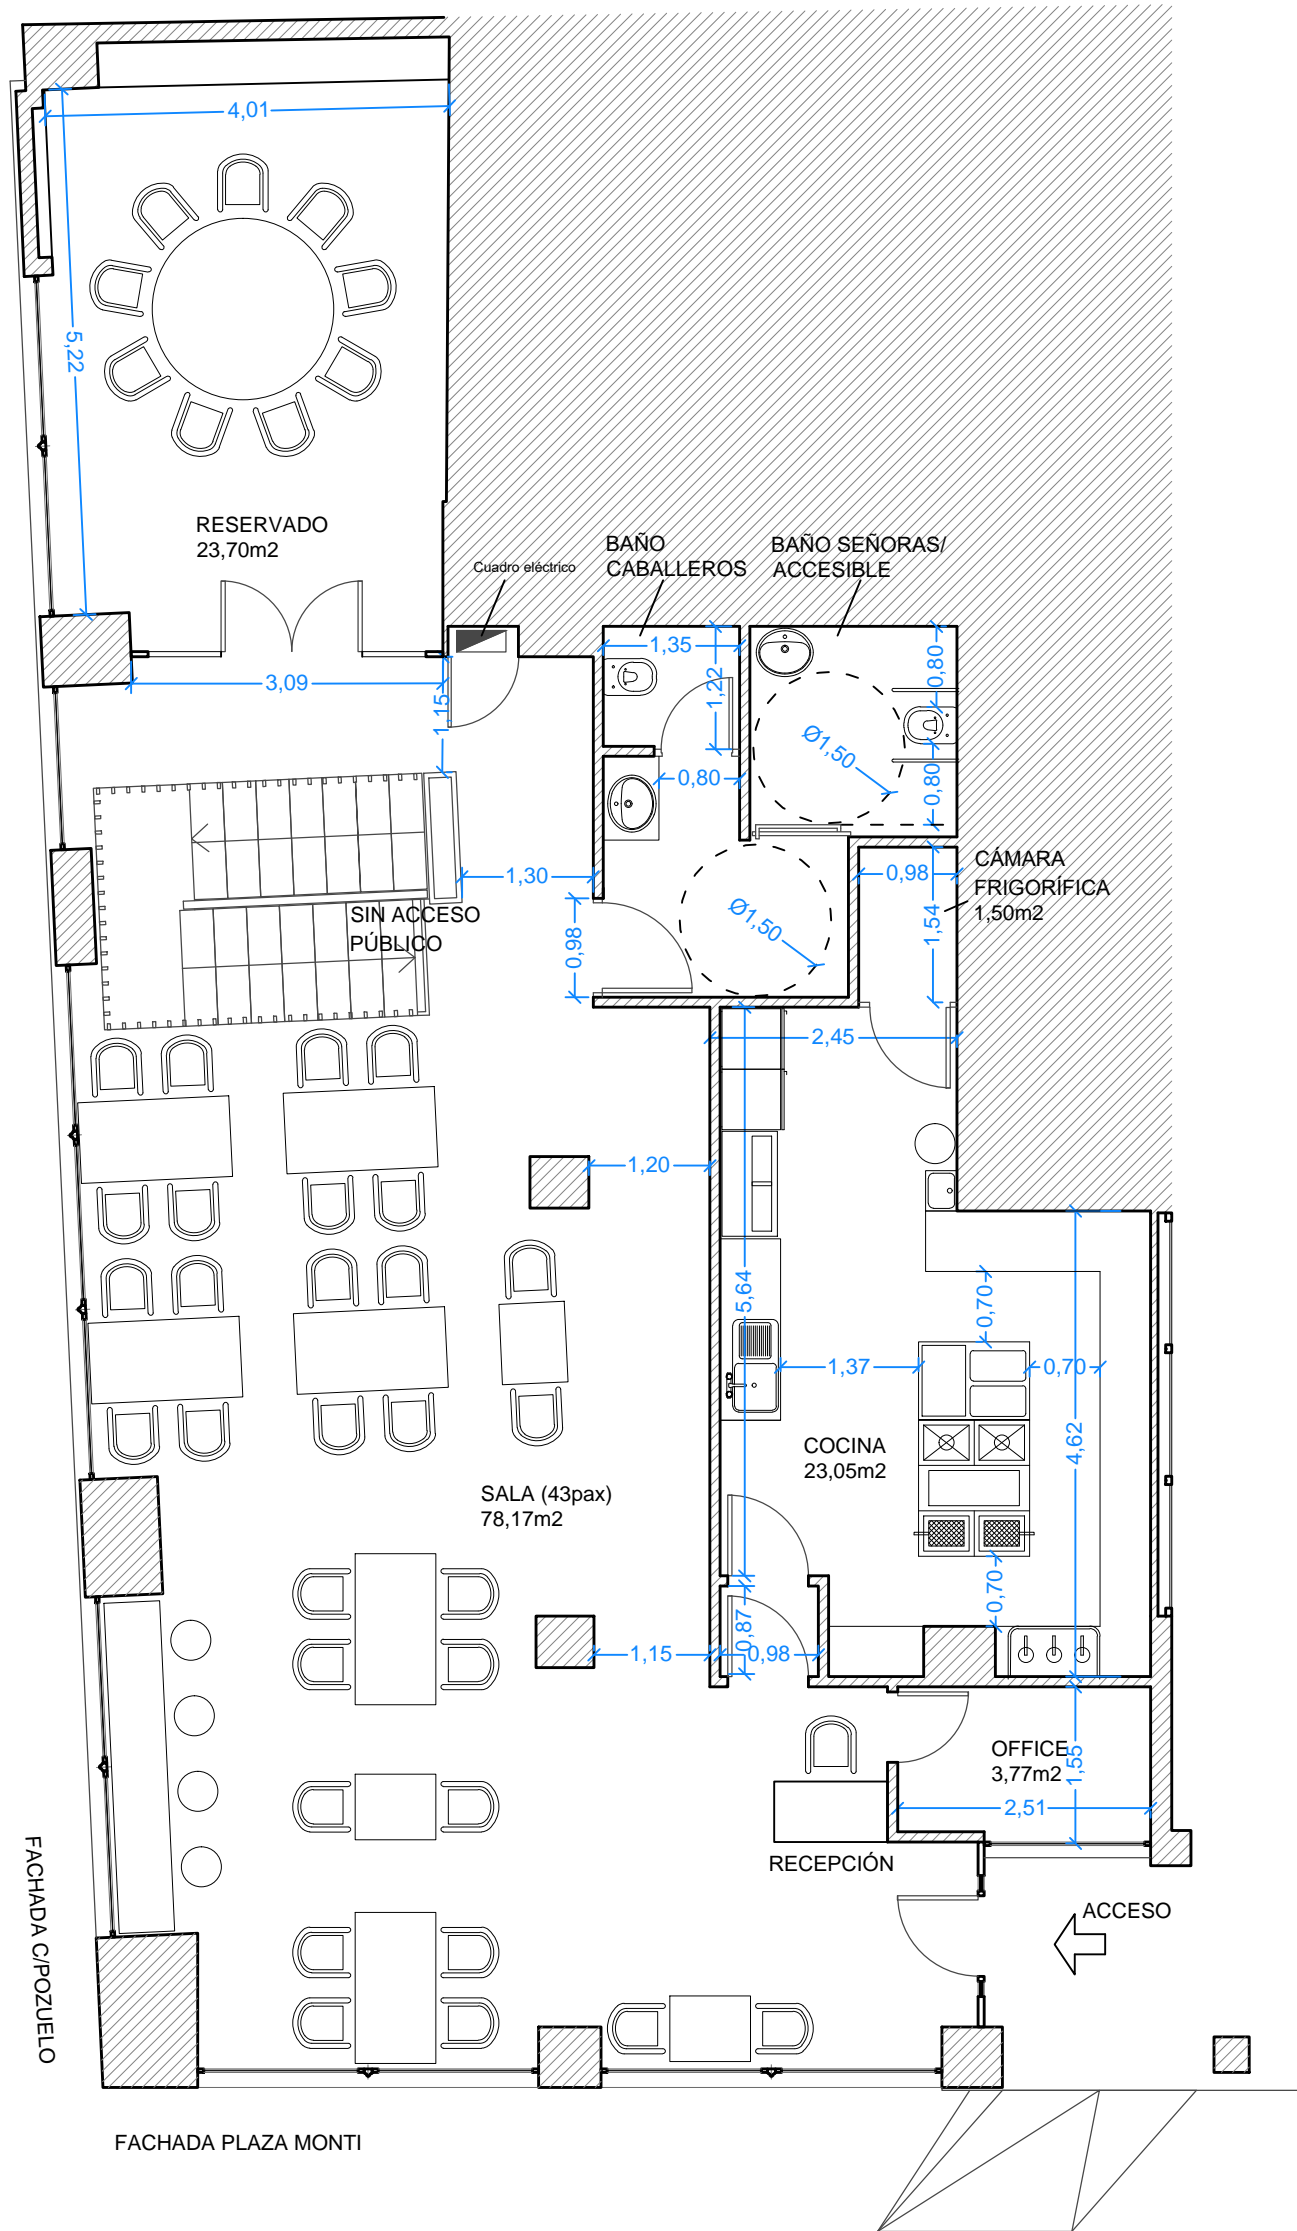 4,01
5,22
RESERVADO
23,70m2
Cuadro eléctrico
BAÑO
CABALLEROS
BAÑO SEÑORAS/
ACCESIBLE
3,09
1,15
1,35
1,22
0,80
0,80
Ø1,50
0,80
1,30
0,98
SIN ACCESO
PÚBLICO
Ø1,50
0,98
1,54
CÁMARA
FRIGORÍFICA
1,50m2
2,45
1,20
5,64
0,70
1,37
0,70
4,62
COCINA
23,05m2
SALA (43pax)
78,17m2
0,70
0,87
1,15
0,98
OFFICE
3,77m2
1,55
2,51
RECEPCIÓN
ACCESO
FACHADA C/POZUELO
FACHADA PLAZA MONTI